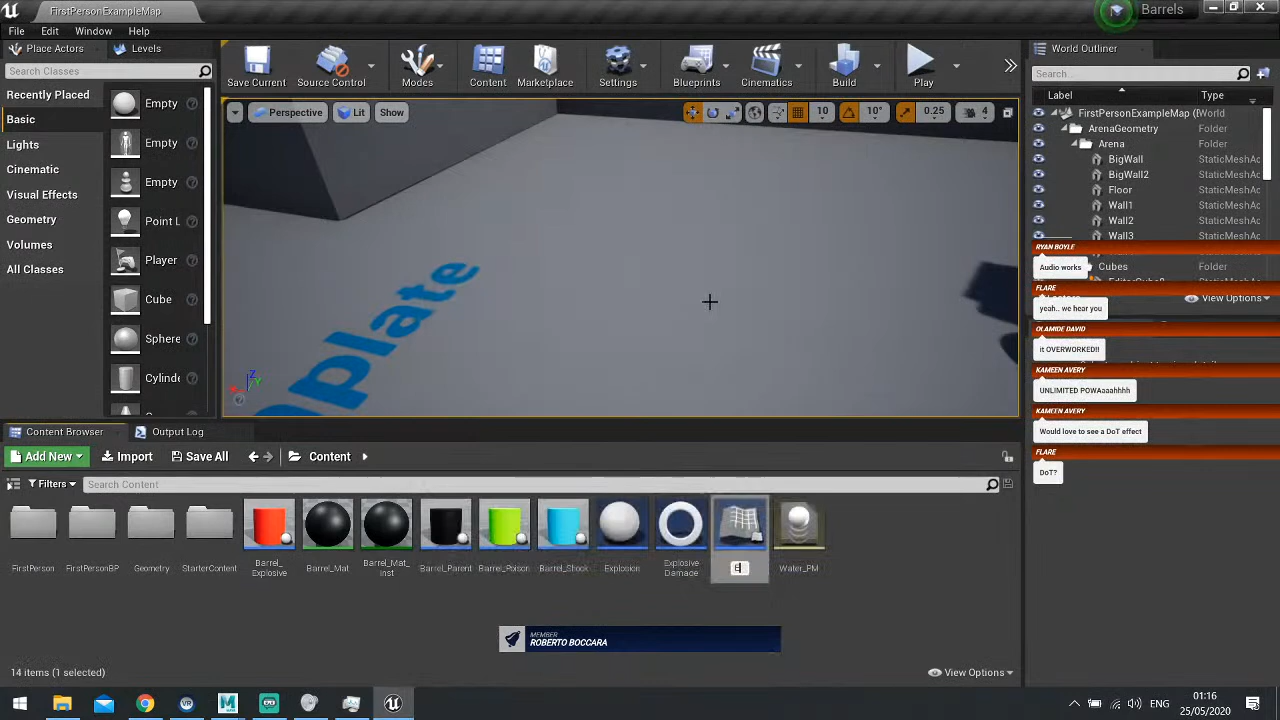 FirstPersonExampleMap
Barrels
File Edit Window Help
Place Actors Levels
Search Classes
Recently Placed
Basic
Lights
Cinematic
Visual Effects
Geometry
Volumes
All Classes
Empty
Empty
Empty
Point L
Player
Cube
Sphere
Cylinde
Save Current Source Control Modes Content Marketplace Settings Blueprints Cinematics Build Play
Perspective Lit Show
10 10° 0.25 4
plate
World Outliner
Search...
Label Type
FirstPersonExampleMap (I World
ArenaGeometry Folder
Arena Folder
BigWall StaticMeshAc
BigWall2 StaticMeshAc
Floor StaticMeshAc
Wall1 StaticMeshAc
Wall2 StaticMeshAc
Wall3 StaticMeshAc
RYAN BOYLE
Audio works
Cubes Folder
FLARE
View Options
yeah.. we hear you
OLAMIDE DAVID
it OVERWORKED!!
KAMEEN AVERY
UNLIMITED POWAaaahhhh
KAMEEN AVERY
Would love to see a DoT effect
FLARE
DoT?
Content Browser Output Log
Add New Import Save All Content
Filters Search Content
FirstPerson
FirstPersonBP
Geometry
StarterContent
Barrel_
Explosive
Barrel_Mat
Barrel_Mat_
Inst
Barrel_Parent
Barrel_Poison
Barrel_Shock
Explosion
Explosive
Damage
E
Water_PM
MEMBER
ROBERTO BOCCARA
14 items (1 selected)
View Options
ENG
01:16
25/05/2020